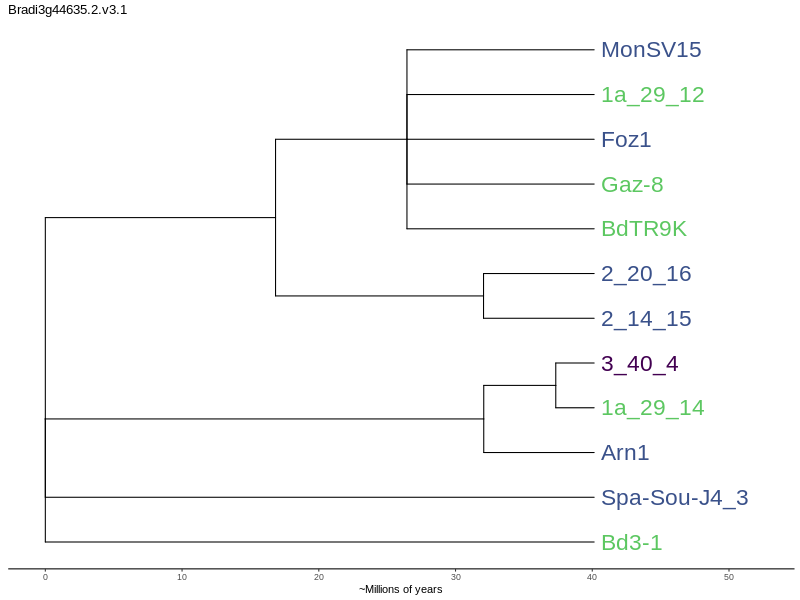 Bradi3g44635.2.v3.1
MonSV15
1a_29_12
Foz1
Gaz-8
BdTR9K
2_20_16
2_14_15
3_40_4
1a_29_14
Arn1
Spa-Sou-J4_3
Bd3-1
0 10 20 30 40 50
~Millions of years